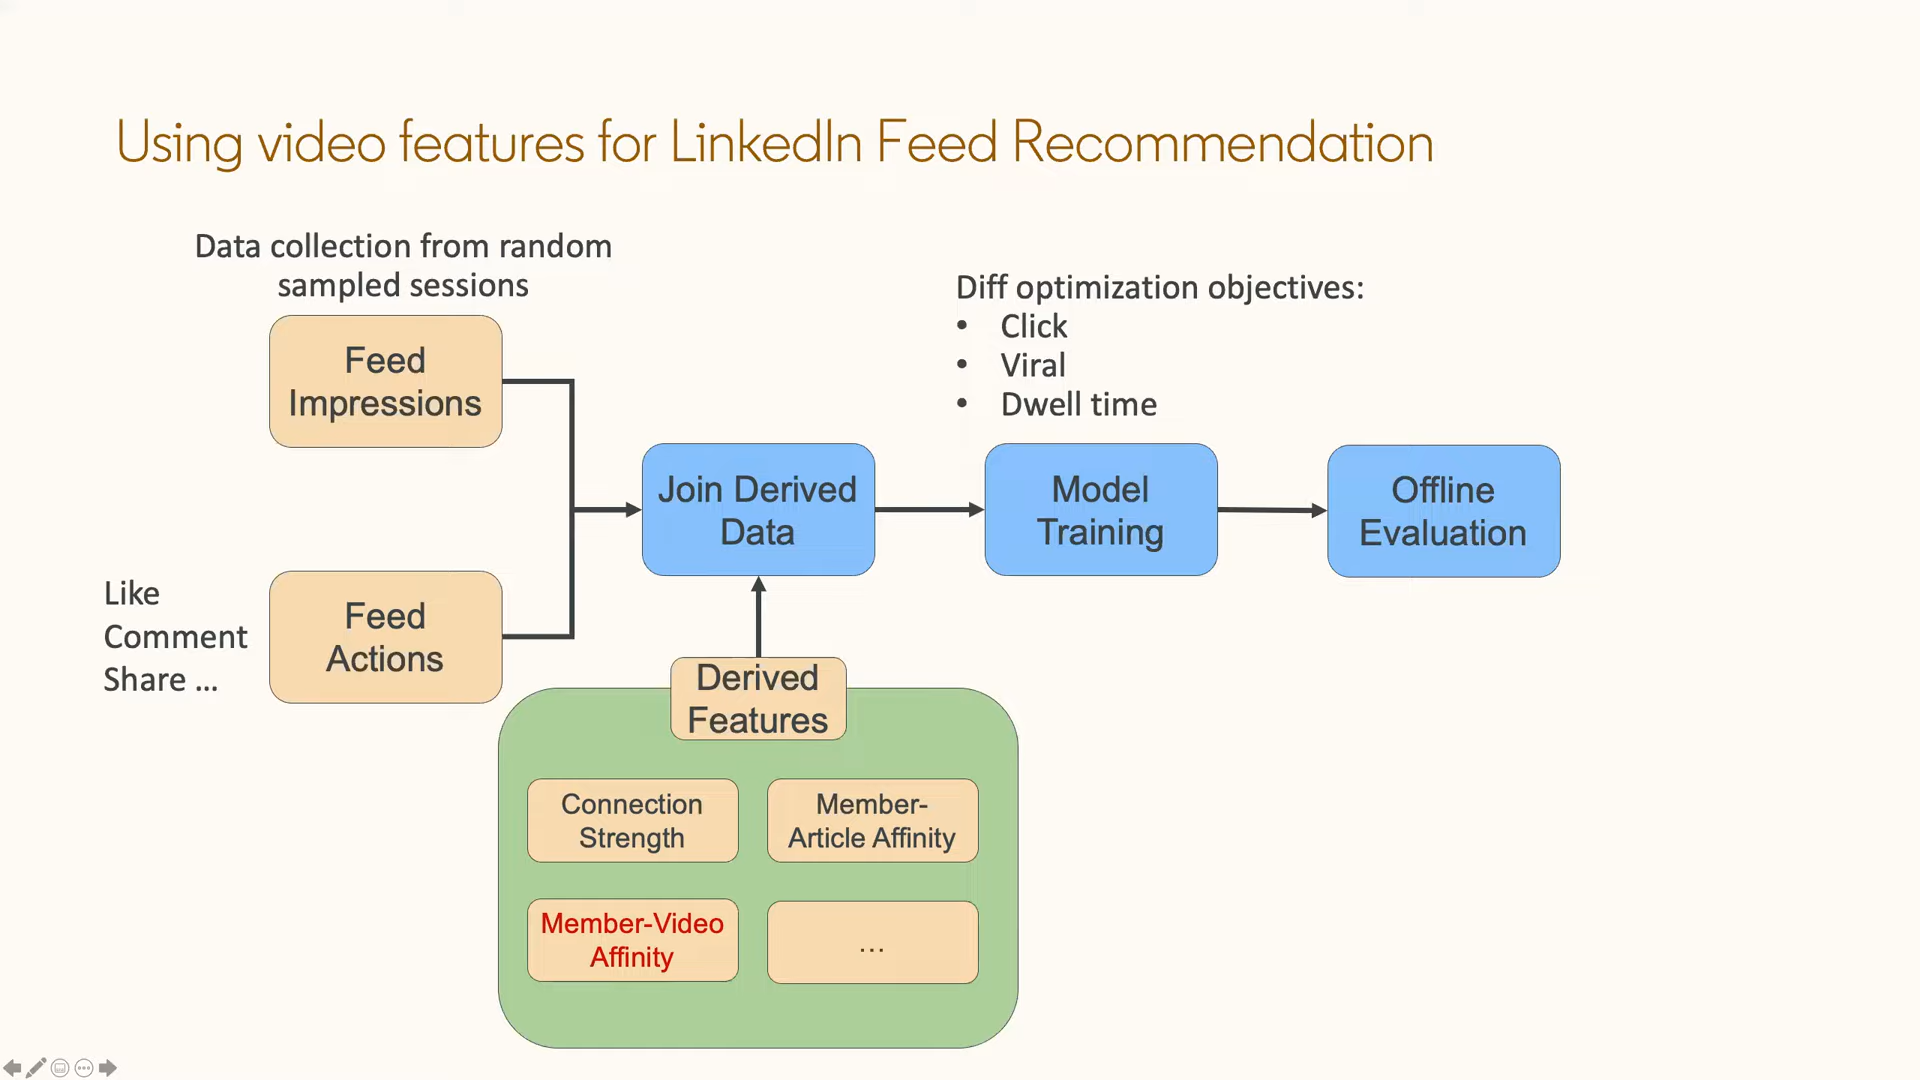 Using video features for LinkedIn Feed Recommendation
Data collection from random
sampled sessions
Feed
Impressions
Like
Comment
Share ...
Feed
Actions
Join Derived
Data
Diff optimization objectives:
• Click
• Viral
• Dwell time
Model
Training
Offline
Evaluation
Derived
Features
Connection
Strength
Member-
Article Affinity
Member-Video
Affinity
...